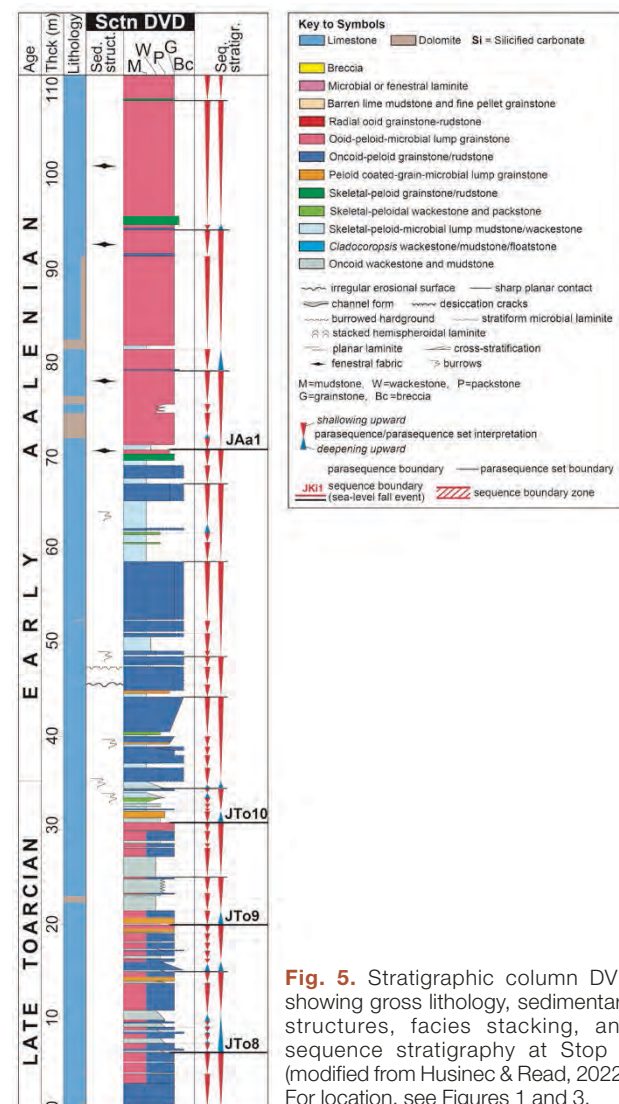 Sctn DVD
Age
Thck (m)
Lithology
Sed. struct.
M W P G Bc
Seq. stratigr.
110
100
90
80
70
60
50
40
30
20
10
0
EARLY AALENIAN
LATE TOARCIAN
JAa1
JTo10
JTo9
JTo8
Key to Symbols
Limestone Dolomite Si = Silicified carbonate
Breccia
Microbial or fenestral laminite
Barren lime mudstone and fine pellet grainstone
Radial ooid grainstone-rudstone
Ooid-peloid-microbial lump grainstone
Oncoid-peloid grainstone/rudstone
Peloid coated-grain-microbial lump grainstone
Skeletal-peloid grainstone/rudstone
Skeletal-peloidal wackestone and packstone
Skeletal-peloid-microbial lump mudstone/wackestone
Cladocoropsis wackestone/mudstone/floatstone
Oncoid wackestone and mudstone
irregular erosional surface sharp planar contact
channel form desiccation cracks
burrowed hardground stratiform microbial laminite
stacked hemispheroidal laminite
planar laminite cross-stratification
fenestral fabric burrows
M=mudstone, W=wackestone, P=packstone
G=grainstone, Bc=breccia
shallowing upward
parasequence/parasequence set interpretation
deepening upward
parasequence boundary parasequence set boundary
JKi1 sequence boundary
(sea-level fall event) sequence boundary zone
Fig. 5. Stratigraphic column DV
showing gross lithology, sedimentar
structures, facies stacking, an
sequence stratigraphy at Stop
(modified from Husinec & Read, 2022
For location, see Figures 1 and 3.